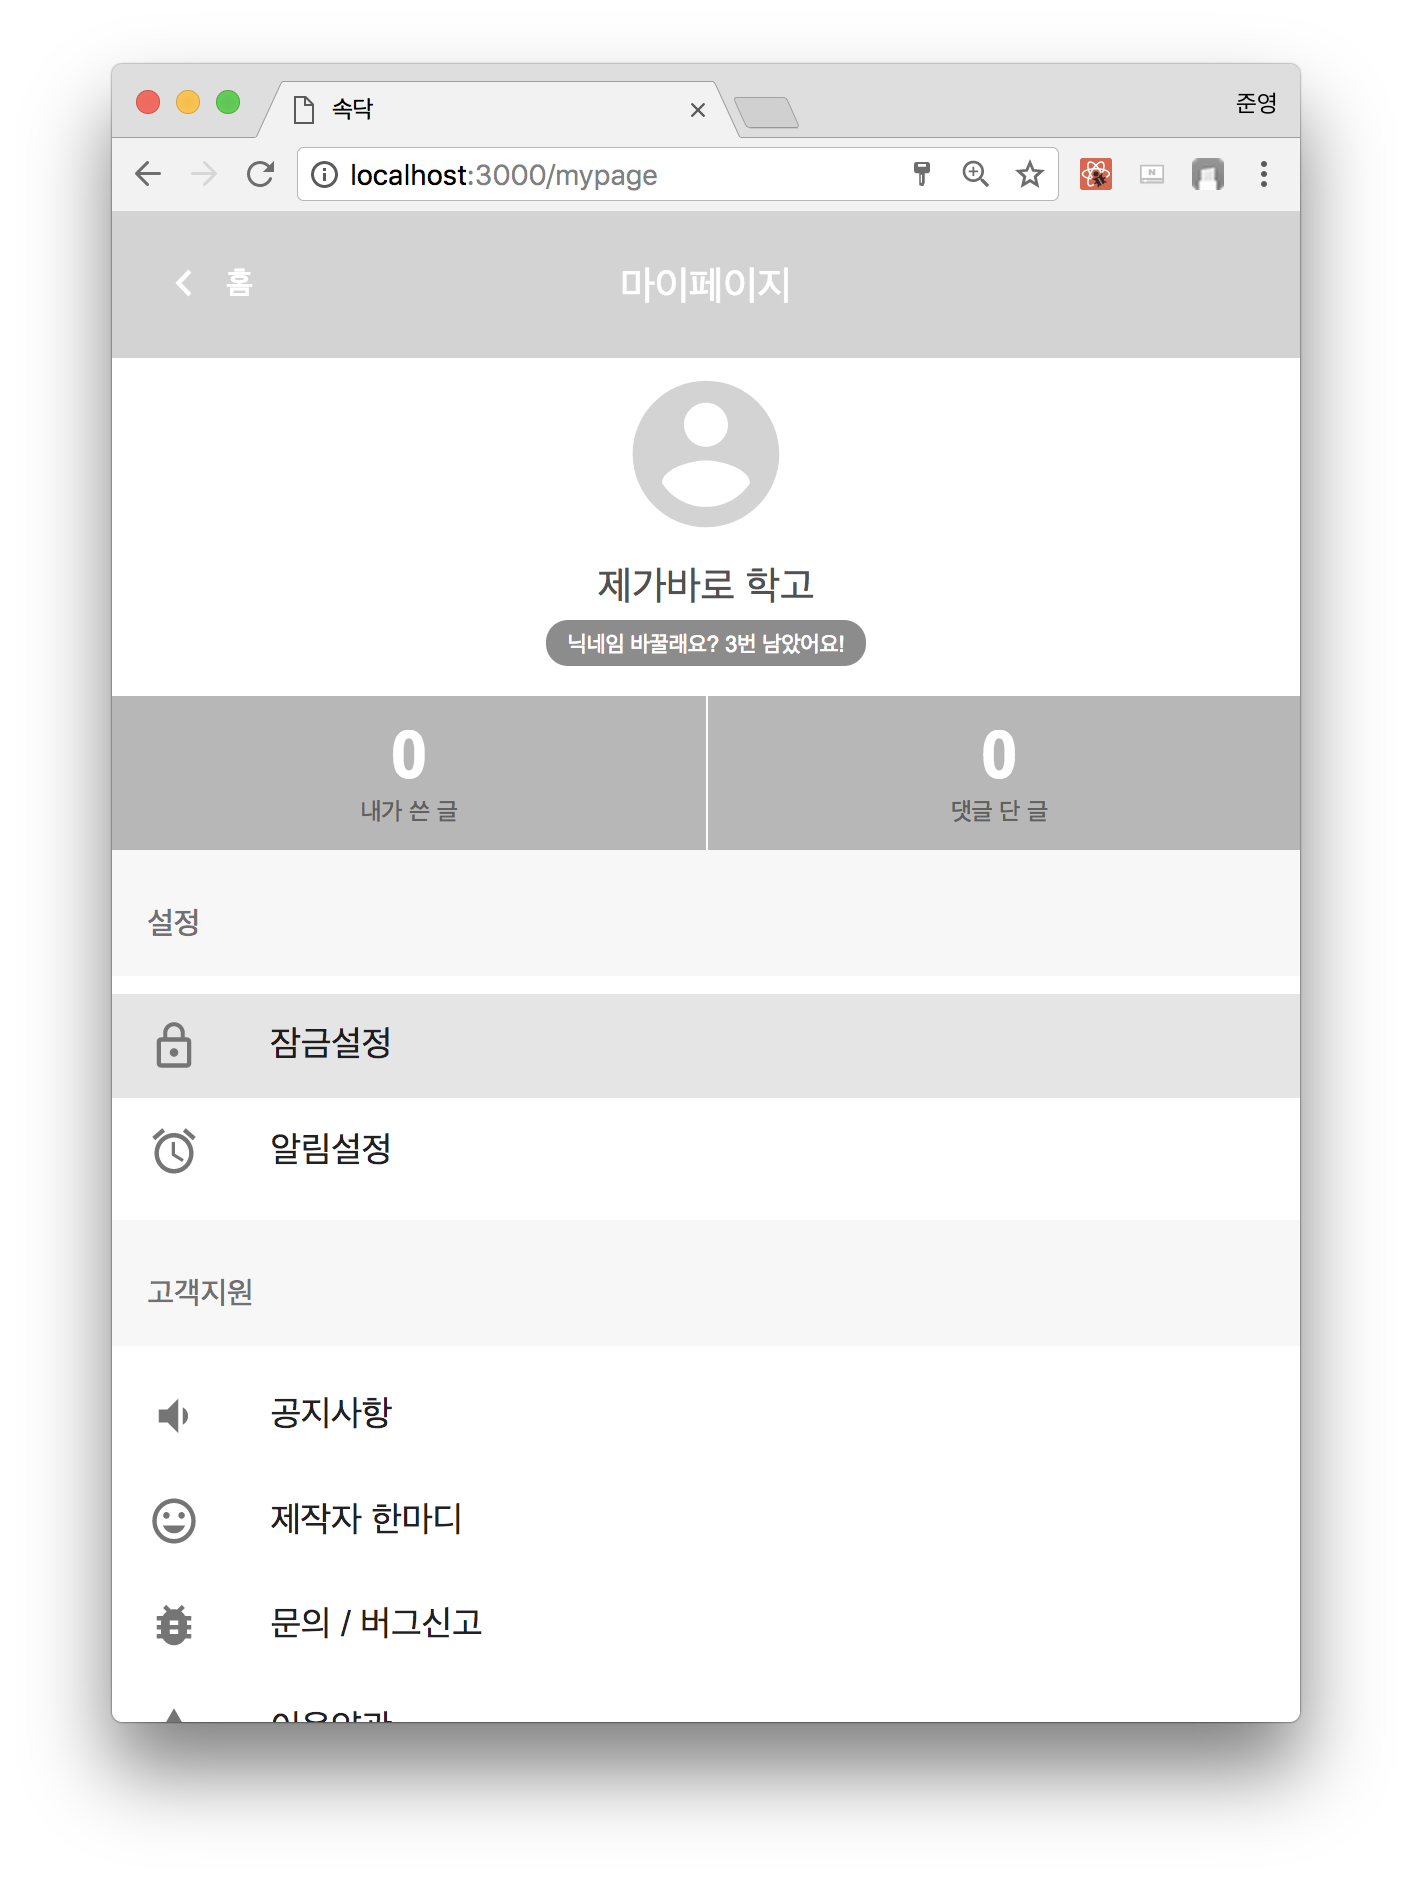 속닥
준영
localhost:3000/mypage
홈
마이페이지
제가바로 학고
닉네임 바꿀래요? 3번 남았어요!
0
내가 쓴 글
0
댓글 단 글
설정
잠금설정
알림설정
고객지원
공지사항
제작자 한마디
문의 / 버그신고